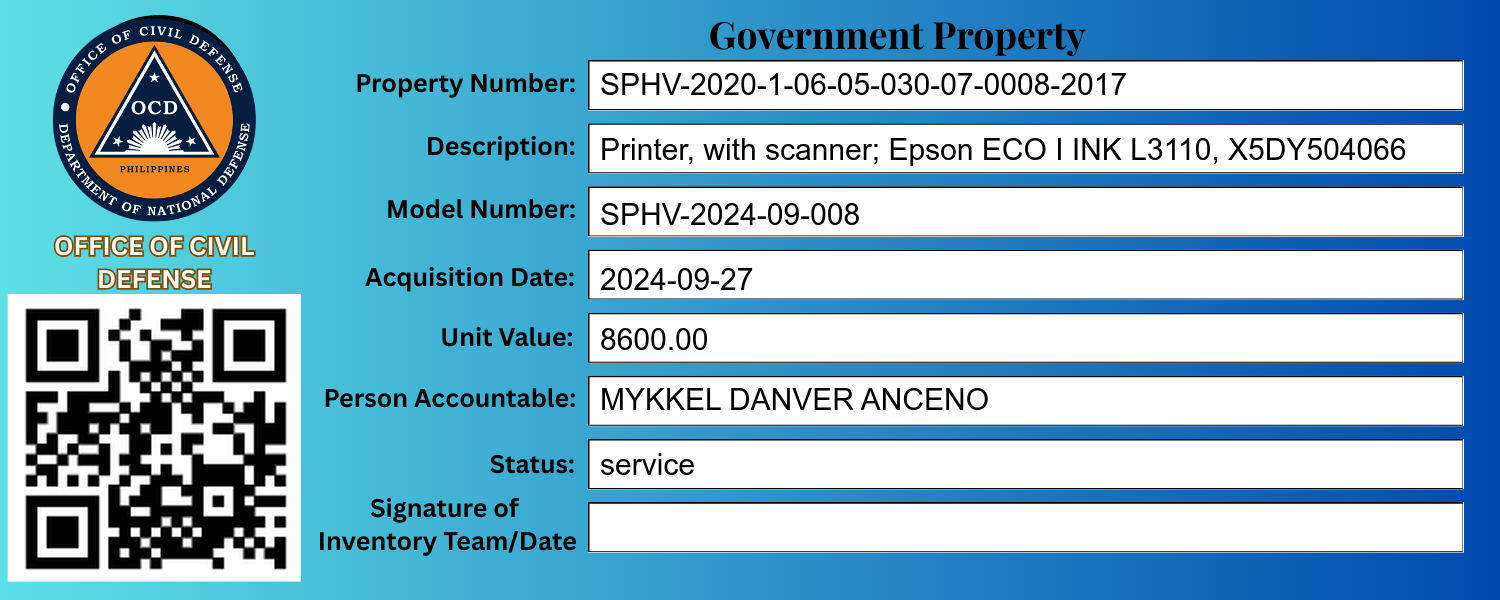 OFFICE OF CIVIL DEFENSE
OCD
PHILIPPINES
DEPARTMENT OF NATIONAL DEFENSE
OFFICE OF CIVIL
DEFENSE
Government Property
Property Number: SPHV-2020-1-06-05-030-07-0008-2017
Description: Printer, with scanner; Epson ECO I INK L3110, X5DY504066
Model Number: SPHV-2024-09-008
Acquisition Date: 2024-09-27
Unit Value: 8600.00
Person Accountable: MYKKEL DANVER ANCENO
Status: service
Signature of
Inventory Team/Date